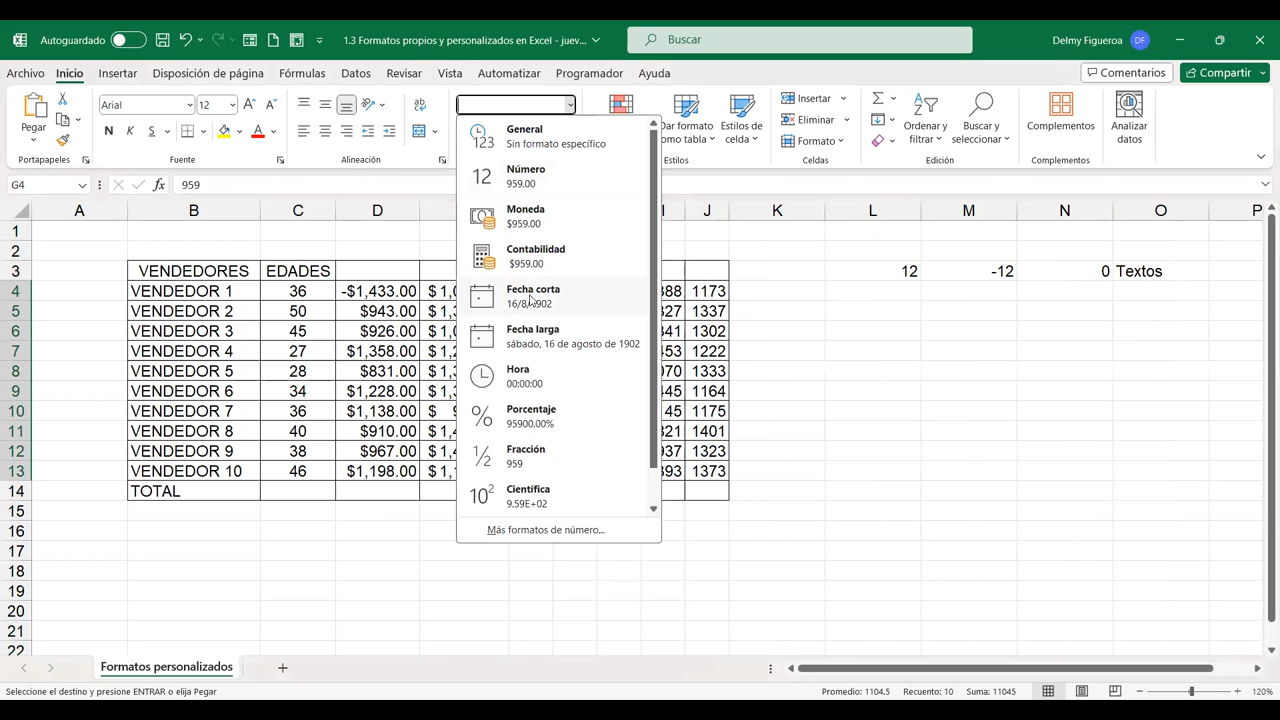 Autoguardado
1.3 Formatos propios y personalizados en Excel - juev...
Buscar
Delmy Figueroa
DF
Archivo
Inicio
Insertar
Disposición de página
Fórmulas
Datos
Revisar
Vista
Automatizar
Programador
Ayuda
Comentarios
Compartir
Pegar
Arial
12
N K S
Insertar
Eliminar
Formato
Dar formato
como tabla
Estilos de
celda
Ordenar y
filtrar
Buscar y
seleccionar
Complementos
Analizar
datos
Portapapeles
Fuente
Alineación
Estilos
Celdas
Edición
Complementos
G4
959
General
Sin formato específico
Número
959.00
Moneda
$959.00
Contabilidad
$959.00
Fecha corta
16/8/1902
Fecha larga
sábado, 16 de agosto de 1902
Hora
00:00:00
Porcentaje
95900.00%
Fracción
959
Científica
9.59E+02
Más formatos de número...
A B C D I J K L M N O P
1
2
3 VENDEDORES EDADES 12 -12 0 Textos
4 VENDEDOR 1 36 -$1,433.00 $ 1,0 388 1173
5 VENDEDOR 2 50 $943.00 $ 1,3 327 1337
6 VENDEDOR 3 45 $926.00 $ 1,0 341 1302
7 VENDEDOR 4 27 $1,358.00 $ 1,2 453 1222
8 VENDEDOR 5 28 $831.00 $ 1,3 070 1333
9 VENDEDOR 6 34 $1,228.00 $ 1,3 445 1164
10 VENDEDOR 7 36 $1,138.00 $ 9 45 1175
11 VENDEDOR 8 40 $910.00 $ 1,4 321 1401
12 VENDEDOR 9 38 $967.00 $ 1,4 937 1323
13 VENDEDOR 10 46 $1,198.00 $ 1,1 393 1373
14 TOTAL
15
16
17
18
19
20
21
22
Formatos personalizados
Seleccione el destino y presione ENTRAR o elija Pegar
Promedio: 1104.5 Recuento: 10 Suma: 11045
120%